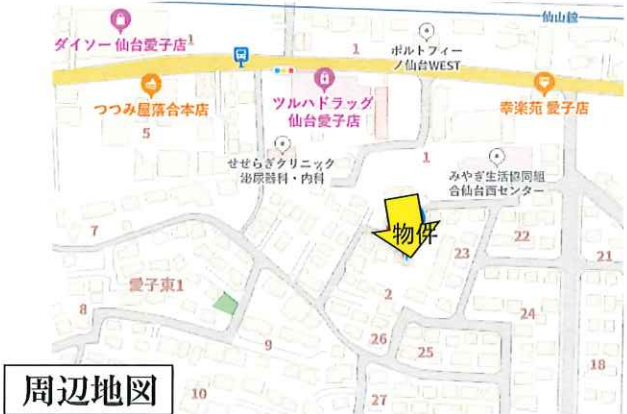 仙山線
ダイソー 仙台愛子店
1
1
ポルトフィー
ノ仙台WEST
つつみ屋落合本店
5
ツルハドラッグ
仙台愛子店
幸楽苑 愛子店
せせらぎクリニック
泌尿器科・内科
1
みやぎ生活協同組
合仙台西センター
物件
7
22
23
21
愛子東1
2
8
24
26
25
9
18
10
27
周辺地図